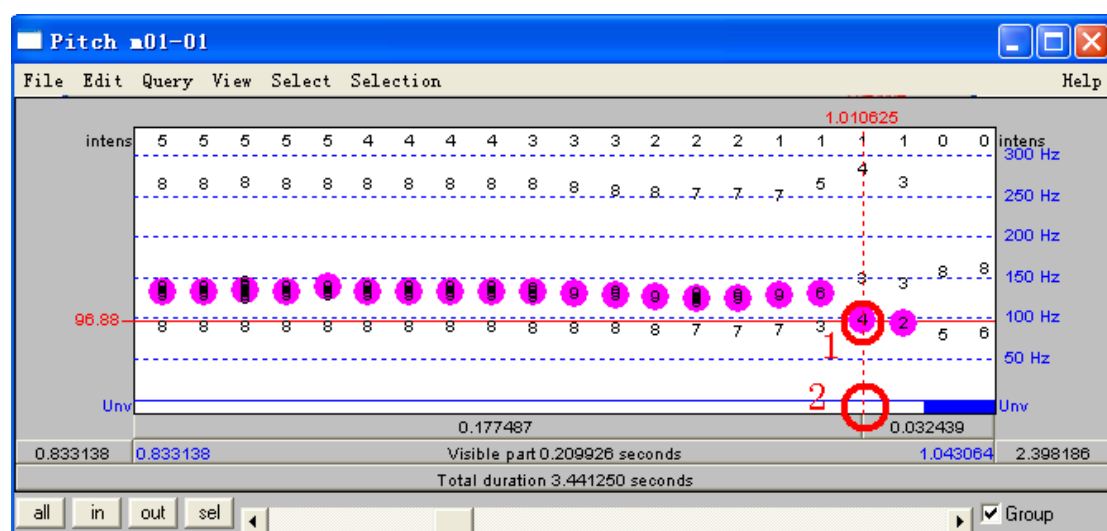 Pitch m01-01
File Edit Query View Select Selection Help
1.010625
intens 5 5 5 5 5 4 4 4 4 3 3 3 2 2 2 1 1 1 1 0 0 intens
300 Hz
4
8 8 8 8 8 8 8 8 8 8 8 8 8 7 7 7 5 3
250 Hz
200 Hz
8 8
150 Hz
3 3
9 9 9 6
96.88
4 2
100 Hz
8 8 8 8 8 8 8 8 8 8 8 8 8 7 7 7 3 5 6
1
50 Hz
2
Unv Unv
0.177487 0.032439
0.833138 0.833138 Visible part 0.209926 seconds 1.043064 2.398186
Total duration 3.441250 seconds
all in out sel Group